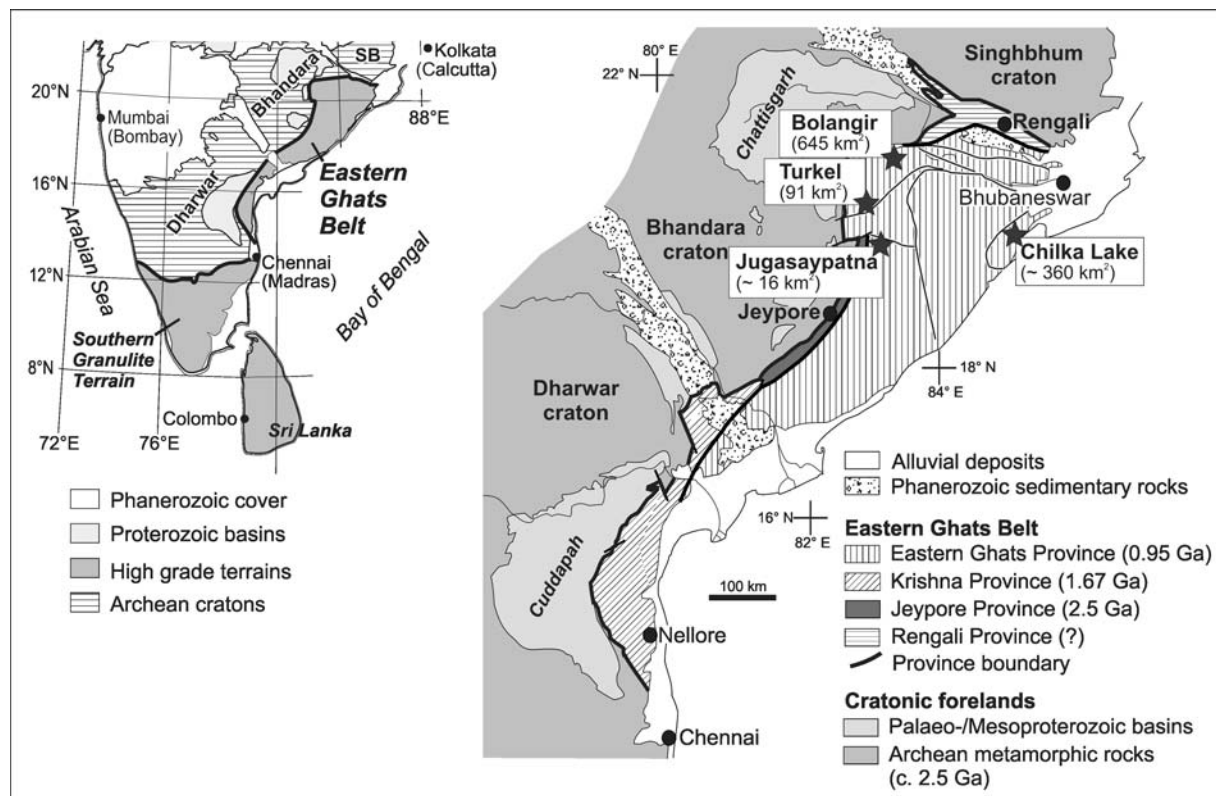 SB
Kolkata
(Calcutta)
Bhandara
20°N
88°E
Mumbai
(Bombay)
Eastern
Ghats
Belt
16°N
Dharwar
Arabian Sea
Chennai
(Madras)
12°N
Bay of Bengal
Southern
Granulite
Terrain
8°N
Colombo
Sri Lanka
72°E
76°E
Phanerozoic cover
Proterozoic basins
High grade terrains
Archean cratons
80° E
22° N
Singhbhum
craton
Chattisgarh
Rengali
Bolangir
(645 km²)
Turkel
(91 km²)
Bhubaneswar
Bhandara
craton
Jugasaypatna
(~ 16 km²)
Chilka Lake
(~ 360 km²)
Jeypore
18° N
84° E
Dharwar
craton
16° N
82° E
Cuddapah
100 km
Nellore
Chennai
Alluvial deposits
Phanerozoic sedimentary rocks
Eastern Ghats Belt
Eastern Ghats Province (0.95 Ga)
Krishna Province (1.67 Ga)
Jeypore Province (2.5 Ga)
Rengali Province (?)
Province boundary
Cratonic forelands
Palaeo-/Mesoproterozoic basins
Archean metamorphic rocks
(c. 2.5 Ga)